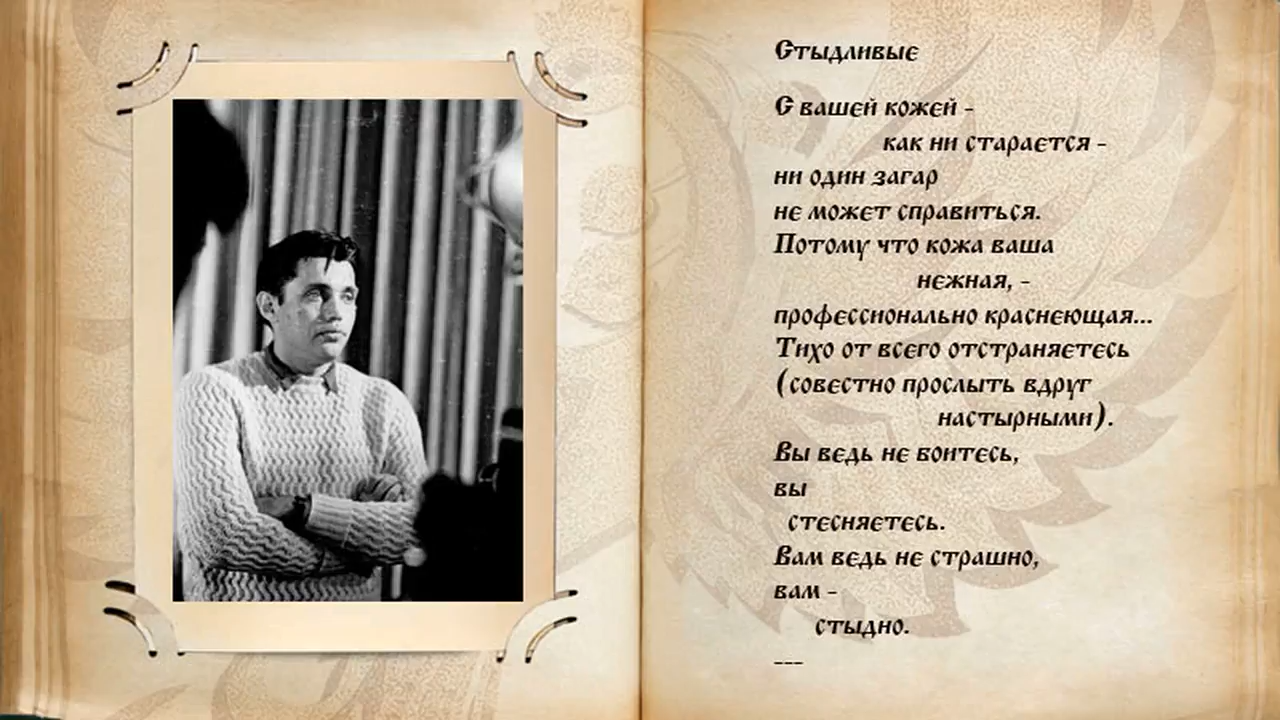 Стыдливые
С вашей кожей -
как ни старается -
ни один загар
не может справиться.
Потому что кожа ваша
нежная, -
профессионально краснеющая...
Тихо от всего отстраняетесь
(совестно прослыть вдруг
настырными).
Вы ведь не боитесь,
вы
стесняетесь.
Вам ведь не страшно,
вам -
стыдно.
---